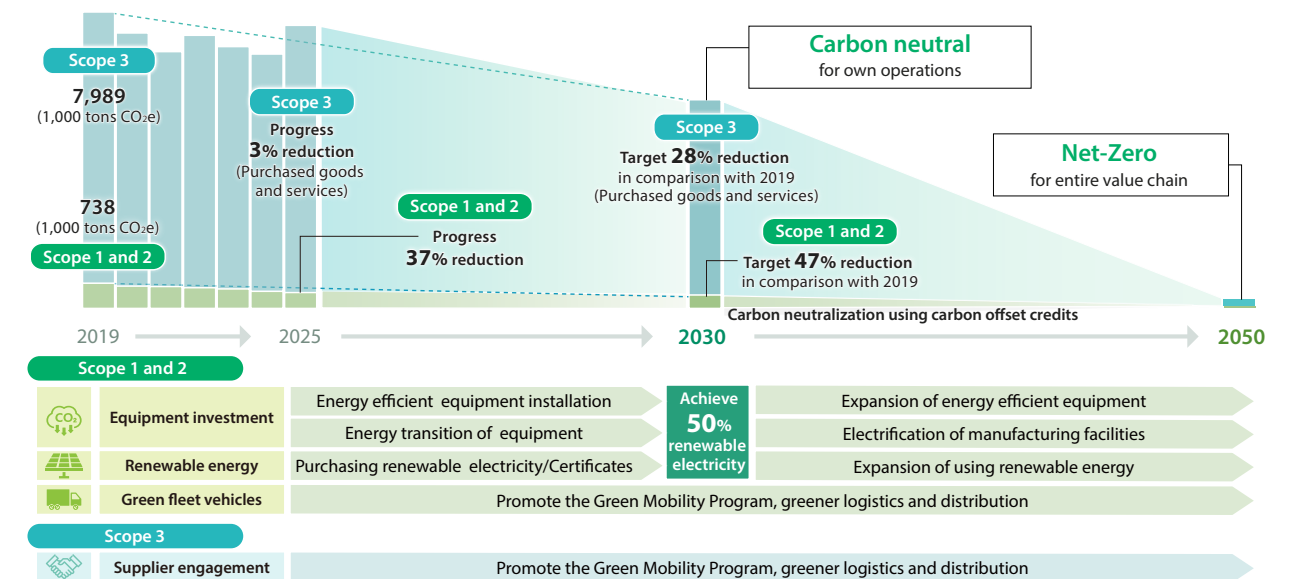 Scope 3
7,989
(1,000 tons CO₂e)
738
(1,000 tons CO₂e)
Scope 1 and 2
Scope 3
Progress
3% reduction
(Purchased goods
and services)
Scope 1 and 2
Progress
37% reduction
Carbon neutral
for own operations
Scope 3
Target 28% reduction
in comparison with 2019
(Purchased goods and services)
Scope 1 and 2
Target 47% reduction
in comparison with 2019
Net-Zero
for entire value chain
Carbon neutralization using carbon offset credits
2019
2025
2030
2050
Scope 1 and 2
CO₂
Equipment investment
Energy efficient equipment installation
Energy transition of equipment
Achieve
50%
renewable
electricity
Expansion of energy efficient equipment
Electrification of manufacturing facilities
Renewable energy
Purchasing renewable electricity/Certificates
Expansion of using renewable energy
Green fleet vehicles
Promote the Green Mobility Program, greener logistics and distribution
Scope 3
Supplier engagement
Promote the Green Mobility Program, greener logistics and distribution